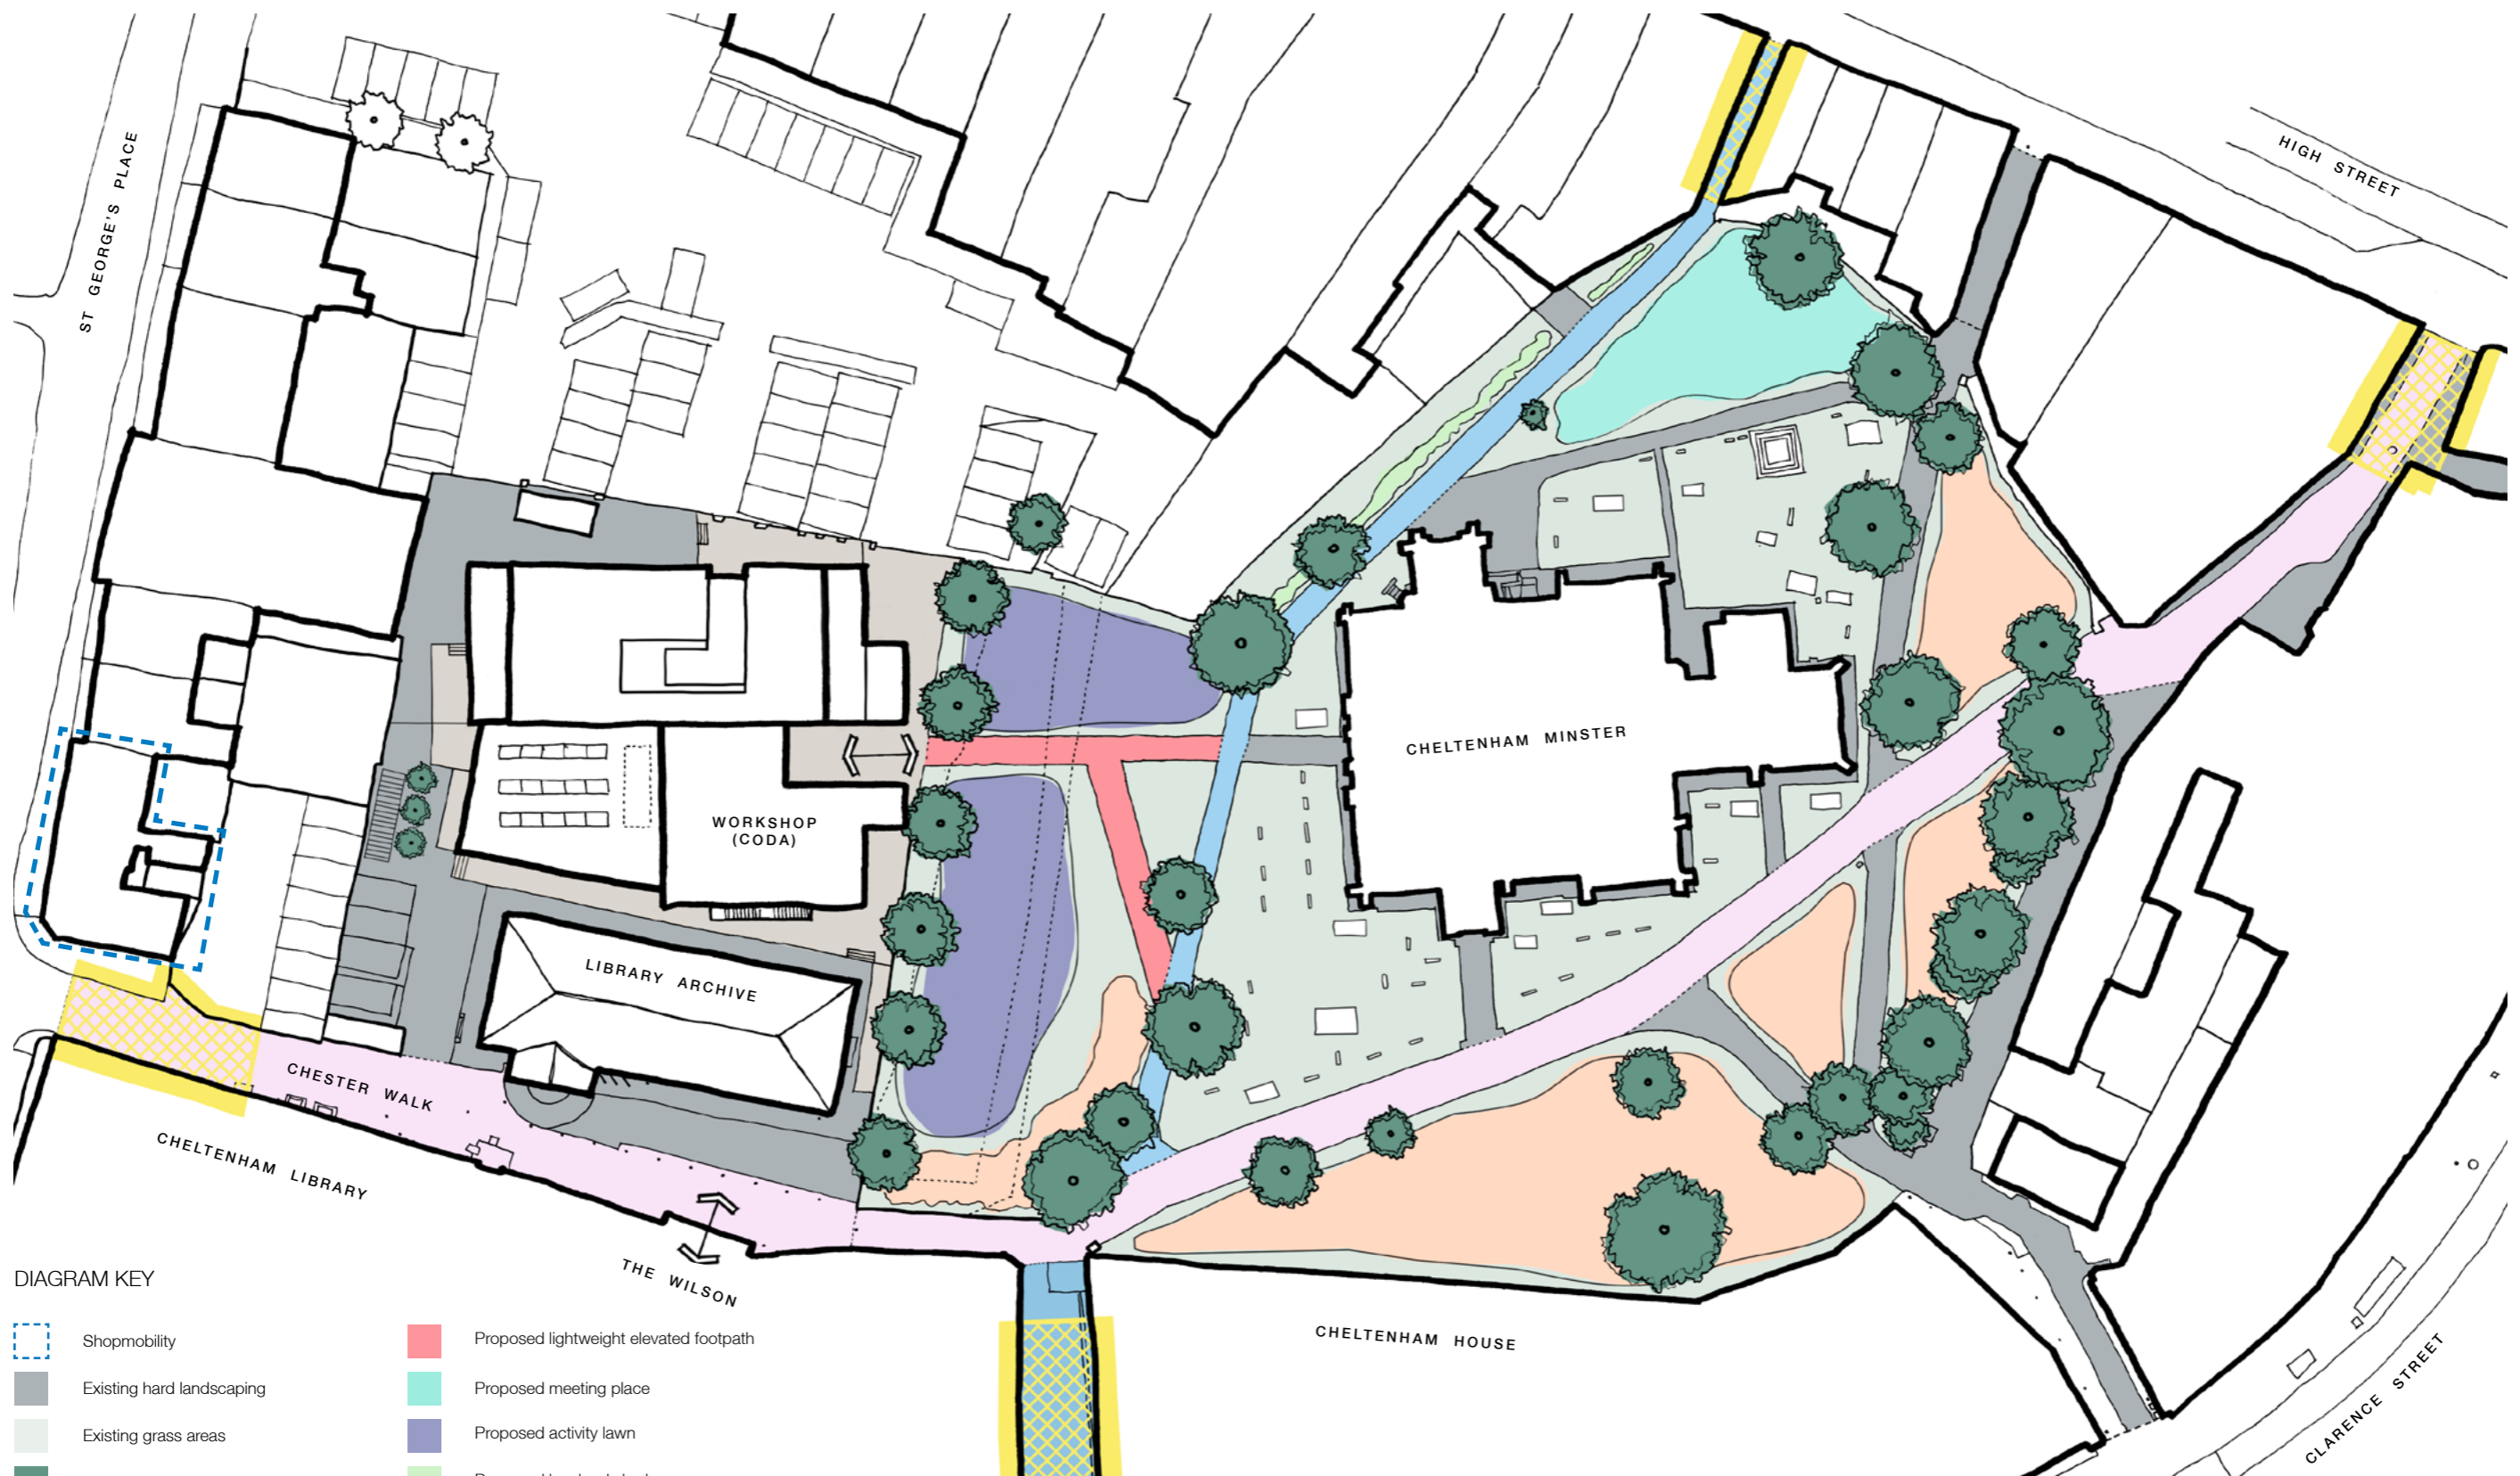 HIGH STREET
ST GEORGE'S PLACE
CHELTENHAM MINSTER
WORKSHOP
(CODA)
LIBRARY ARCHIVE
CHESTER WALK
CHELTENHAM LIBRARY
THE WILSON
CHELTENHAM HOUSE
CLARENCE STREET
DIAGRAM KEY
Shopmobility
Existing hard landscaping
Existing grass areas
Proposed lightweight elevated footpath
Proposed meeting place
Proposed activity lawn